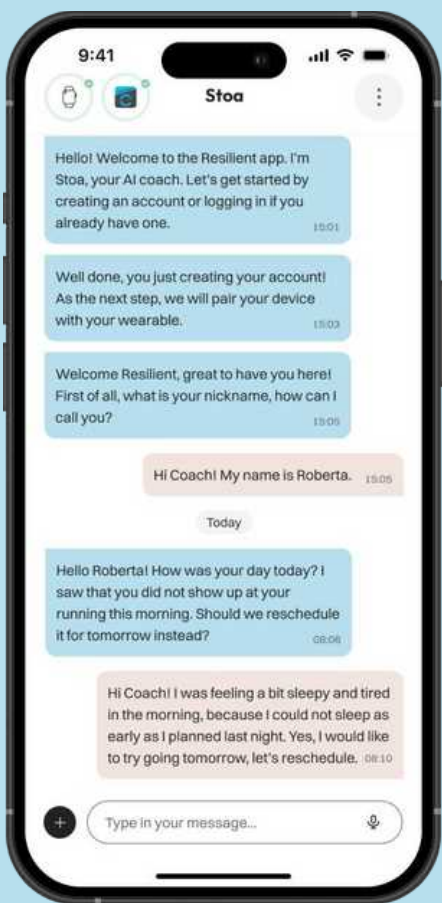 9:41
Stoa
Hello! Welcome to the Resilient app. I'm
Stoa, your AI coach. Let's get started by
creating an account or logging in if you
already have one.
15:01
Well done, you just creating your account!
As the next step, we will pair your device
with your wearable.
15:03
Welcome Resilient, great to have you here!
First of all, what is your nickname, how can I
call you?
15:05
Hi Coach! My name is Roberta.
15:05
Today
Hello Roberta! How was your day today? I
saw that you did not show up at your
running this morning. Should we reschedule
it for tomorrow instead?
08:06
Hi Coach! I was feeling a bit sleepy and tired
in the morning, because I could not sleep as
early as I planned last night. Yes, I would like
to try going tomorrow, let's reschedule. 08:10
Type in your message...